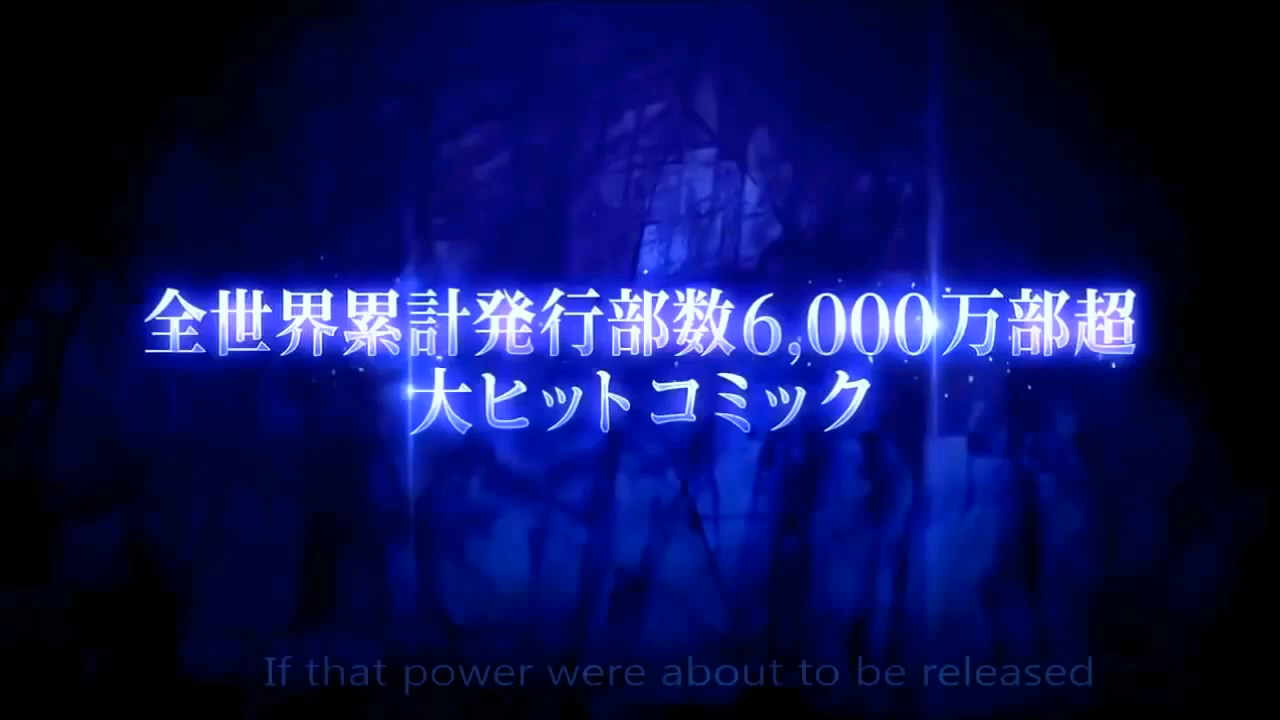 全世界累計発行部数6,000万部超
大ヒットコミック
If that power were about to be released